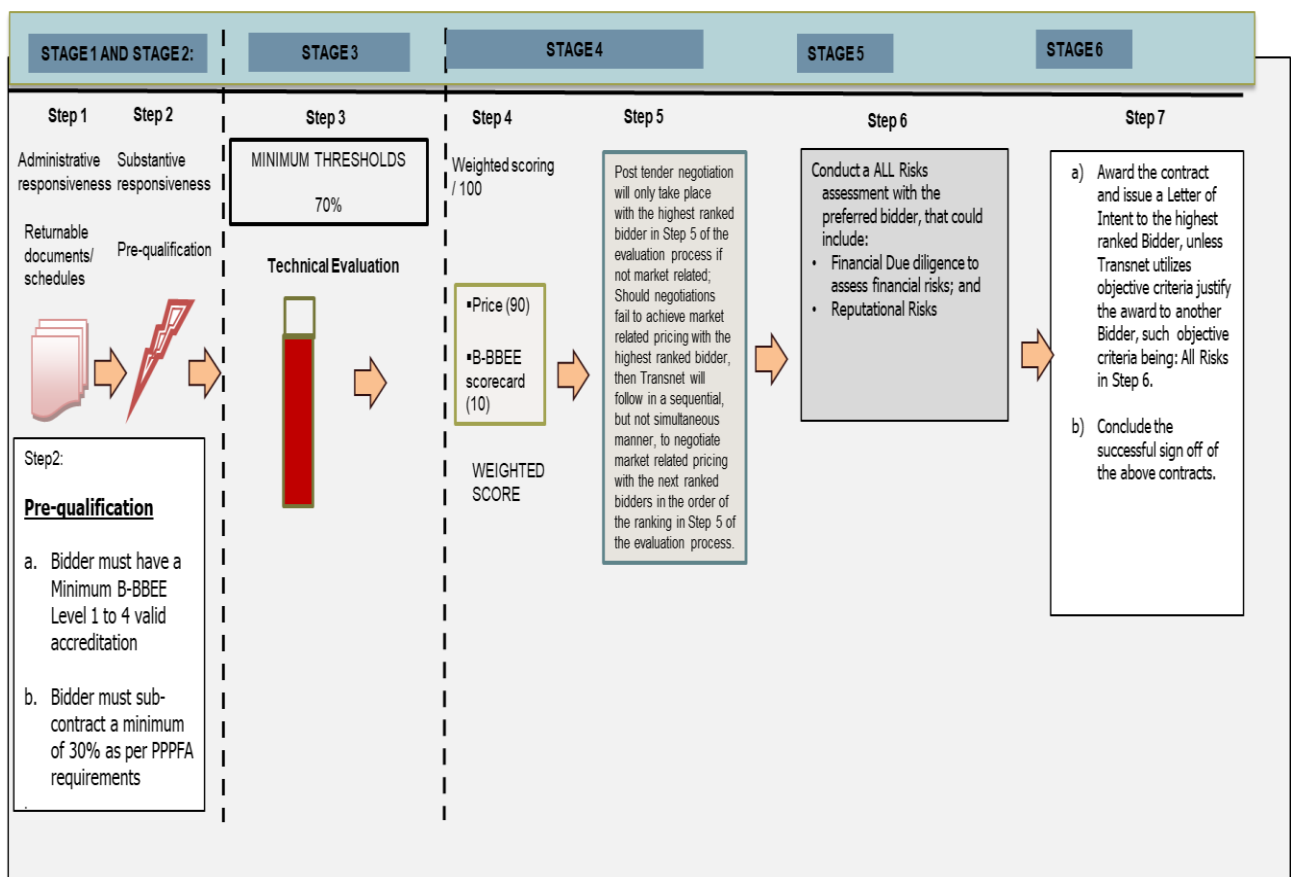 STAGE 1 AND STAGE 2:
STAGE 3
STAGE 4
STAGE 5
STAGE 6
Step 1
Step 2
Step 3
Step 4
Step 5
Step 6
Step 7
Administrative
responsiveness
Returnable
documents/
schedules
Substantive
responsiveness
Pre-qualification
Step2:
Pre-qualification
a. Bidder must have a
Minimum B-BBEE
Level 1 to 4 valid
accreditation
b. Bidder must sub-
contract a minimum
of 30% as per PPPFA
requirements
.
MINIMUM THRESHOLDS
70%
Technical Evaluation
Weighted scoring
/ 100
▪Price (90)
▪B-BBEE
scorecard
(10)
WEIGHTED
SCORE
Post tender negotiation
will only take place
with the highest ranked
bidder in Step 5 of the
evaluation process if
not market related;
Should negotiations
fail to achieve market
related pricing with the
highest ranked bidder,
then Transnet will
follow in a sequential,
but not simultaneous
manner, to negotiate
market related pricing
with the next ranked
bidders in the order of
the ranking in Step 5 of
the evaluation process.
Conduct a ALL Risks
assessment with the
preferred bidder, that could
include:
• Financial Due diligence to
assess financial risks; and
• Reputational Risks
a) Award the contract
and issue a Letter of
Intent to the highest
ranked Bidder, unless
Transnet utilizes
objective criteria justify
the award to another
Bidder, such objective
criteria being: All Risks
in Step 6.
b) Conclude the
successful sign off of
the above contracts.